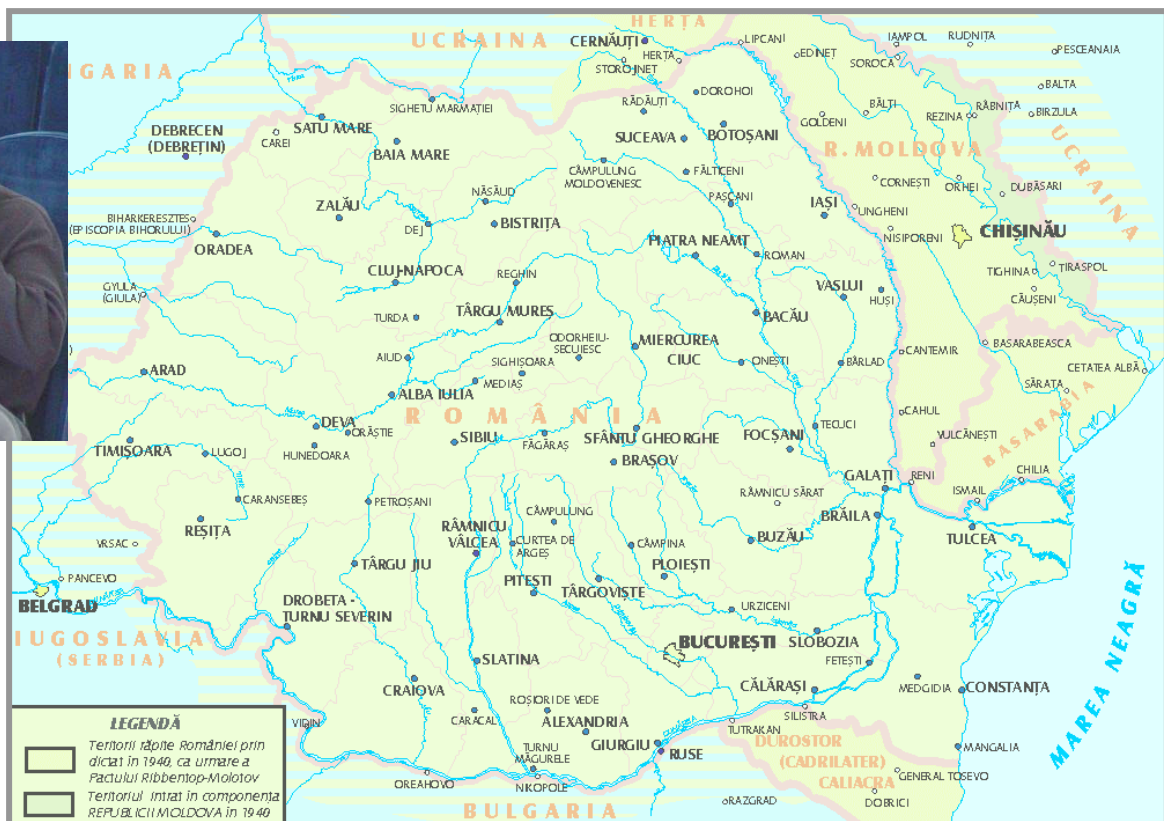 HERȚA
UCRAINA
CERNĂUȚI
LIPCANI
IAMPOL
RUDNIȚA
EDINEȚ
PESCEANAIA
HERȚA
STOROJINEȚ
SOROCA
NGARIA
Tisa
BALTA
DOROHOI
SIGHETU MARMAȚIEI
RĂDĂUȚI
BĂLȚI
RÂBNIȚA
GOLDENI
REZINA
BIRZULA
SATU MARE
DEBRECEN
(DEBREȚIN)
CAREI
SUCEAVA
BOTOȘANI
BAIA MARE
R. MOLDOVA
UCRAINA
CÂMPULUNG
MOLDOVENESC
FĂLTICENI
CORNEȘTI
ORHEI
DUBĂSARI
NĂSĂUD
PAȘCANI
ZALĂU
BIHARKERESZTES
(EPISCOPIA BIHORULUI)
DEJ
BISTRIȚA
IAȘI
UNGHENI
NISIPORENI
CHIȘINĂU
ORADEA
PIATRA NEAMȚ
ROMAN
CLUJ-NAPOCA
REGHIN
TIGHINA
TIRASPOL
GYULA
(GIULA)
VASLUI
HUȘI
CĂUȘENI
TURDA
TÂRGU MUREȘ
BACĂU
ODORHEIU-
SECUIESC
MIERCUREA
CIUC
BASARABEASCA
CANTEMIR
AIUD
SIGHIȘOARA
ONEȘTI
BÂRLAD
CETATEA ALBĂ
ARAD
MEDIAȘ
SĂRATA
ALBA IULIA
ROMÂNIA
BASARABIA
CAHUL
DEVA
ORĂȘTIE
SIBIU
FĂGĂRAȘ
SFÂNTU GHEORGHE
FOCȘANI
TECUCI
VULCĂNEȘTI
TIMIȘOARA
LUGOJ
HUNEDOARA
BRAȘOV
GALAȚI
RENI
CHILIA
ISMAIL
CARANSEBEȘ
PETROȘANI
RÂMNICU SĂRAT
BRĂILA
REȘIȚA
RÂMNICU
VÂLCEA
CÂMPULUNG
CURTEA DE
ARGEȘ
CÂMPINA
BUZĂU
TULCEA
VRSAC
TÂRGU JIU
PLOIEȘTI
PANCEVO
PITEȘTI
TÂRGOVIȘTE
BELGRAD
DROBETA -
TURNU SEVERIN
URZICENI
IUGOSLAVIA
(SERBIA)
BUCUREȘTI
SLOBOZIA
FETEȘTI
SLATINA
MAREA NEAGRĂ
CRAIOVA
CĂLĂRAȘI
MEDGIDIA
CONSTANȚA
ROȘIORI DE VEDE
CARACAL
ALEXANDRIA
SILISTRA
VIDIN
TUTRAKAN
GIURGIU
RUSE
DUROSTOR
(CADRILATER)
CALIACRA
MANGALIA
TURNU
MĂGURELE
OREAHOVO
NIKOPOLE
GENERAL TOSEVO
BULGARIA
RAZGRAD
DOBRICI
LEGENDĂ
Teritorii răpite României prin
dictat în 1940, ca urmare a
Pactului Ribbentop-Molotov
Teritoriul intrat în componența
REPUBLICII MOLDOVA în 1940